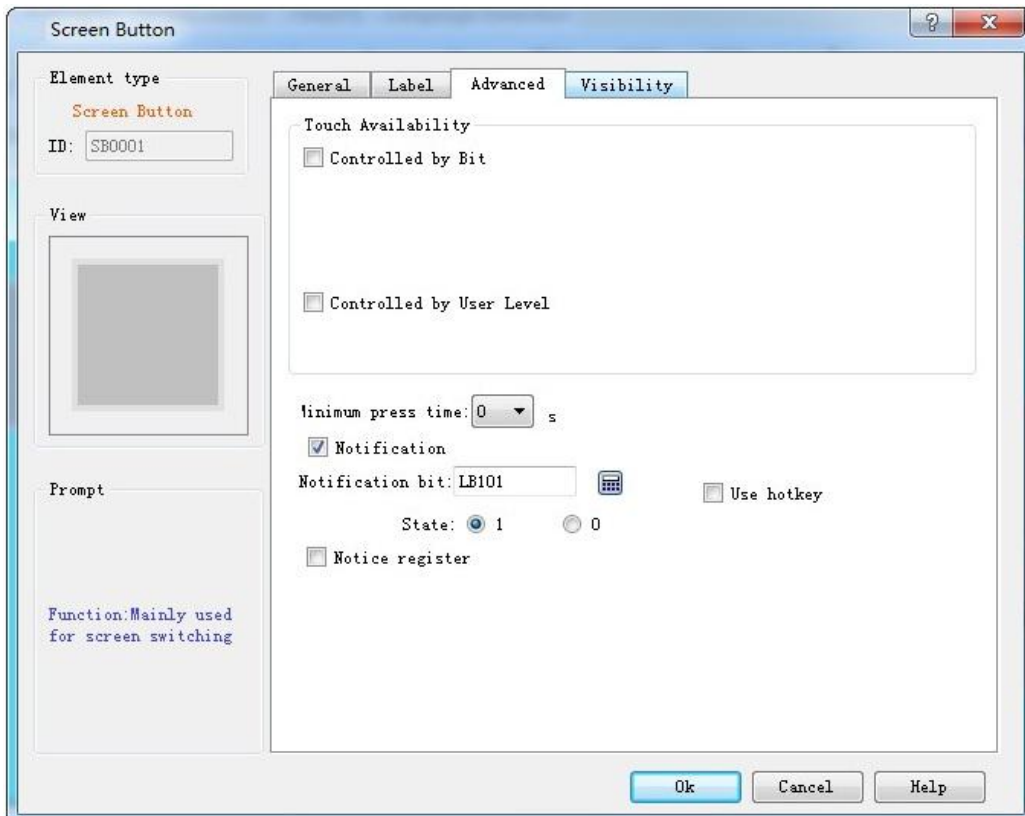 Screen Button
Element type
Screen Button
ID: SB0001
View
Prompt
Function:Mainly used
for screen switching
General Label Advanced Visibility
Touch Availability
Controlled by Bit
Controlled by User Level
Minimum press time: 0 s
Notification
Notification bit: LB101
Use hotkey
State: 1 0
Notice register
Ok Cancel Help